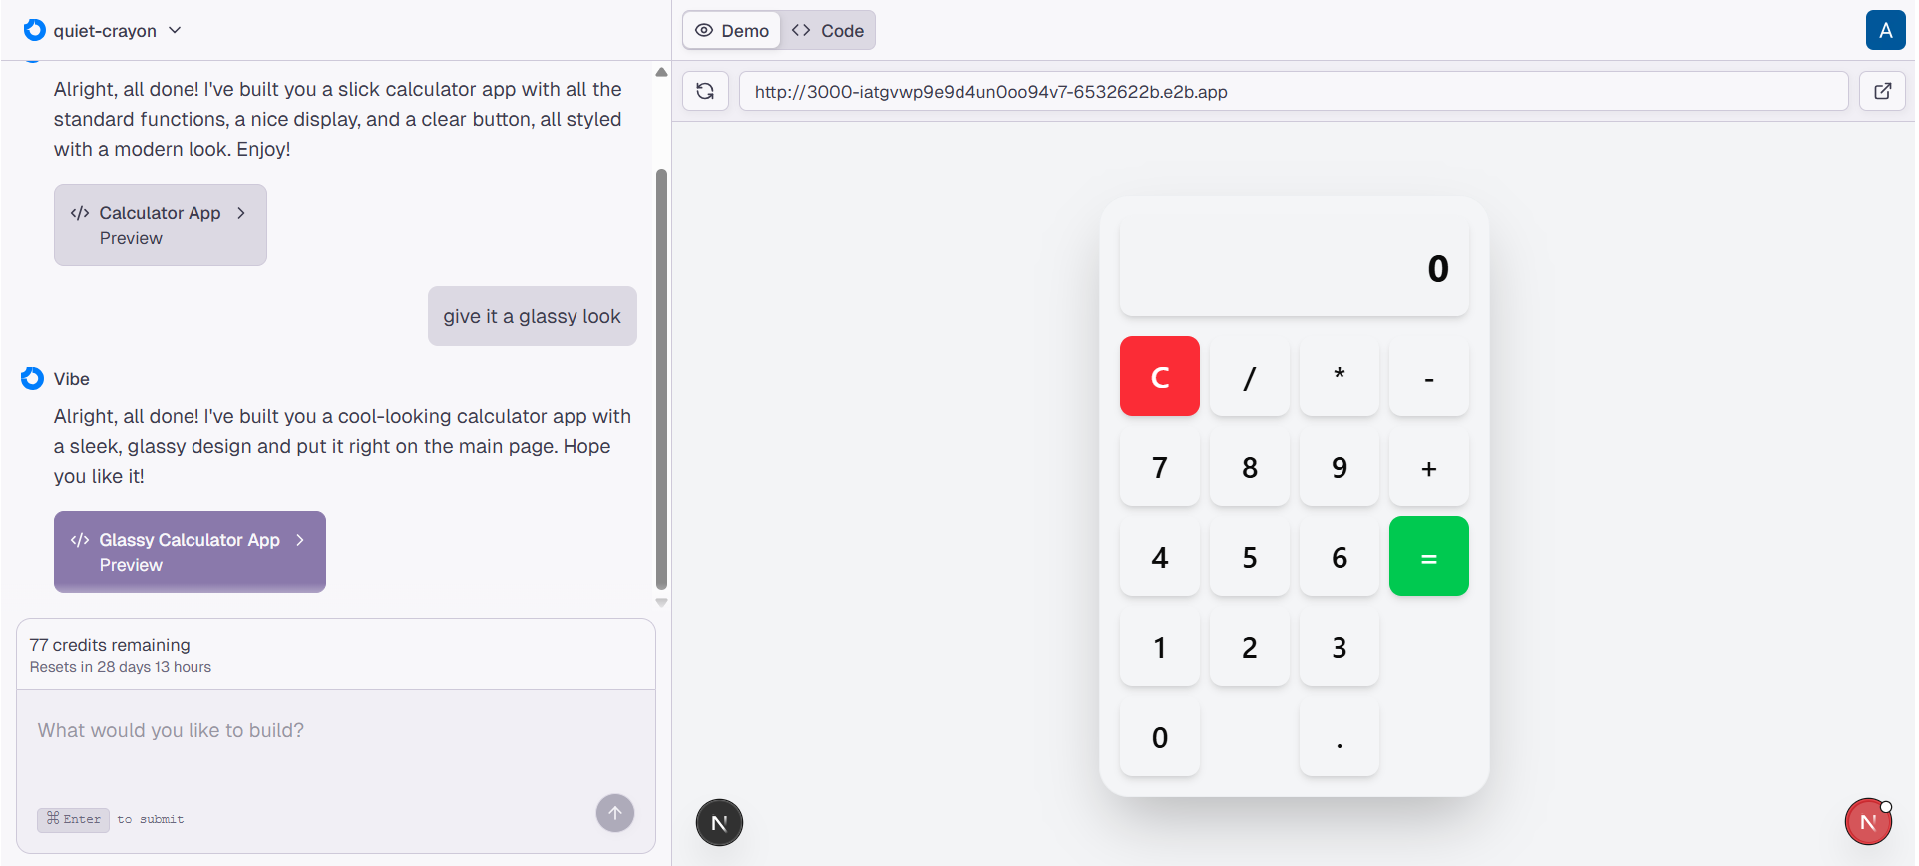 quiet-crayon
Alright, all done! I've built you a slick calculator app with all the
standard functions, a nice display, and a clear button, all styled
with a modern look. Enjoy!
</> Calculator App
Preview
give it a glassy look
Vibe
Alright, all done! I've built you a cool-looking calculator app with
a sleek, glassy design and put it right on the main page. Hope
you like it!
</> Glassy Calculator App
Preview
77 credits remaining
Resets in 28 days 13 hours
What would you like to build?
⌘Enter to submit
Demo
<> Code
A
http://3000-iatgvwp9e9d4un0oo94v7-6532622b.e2b.app
0
C / * -
7 8 9 +
4 5 6 =
1 2 3
0 .
N
N